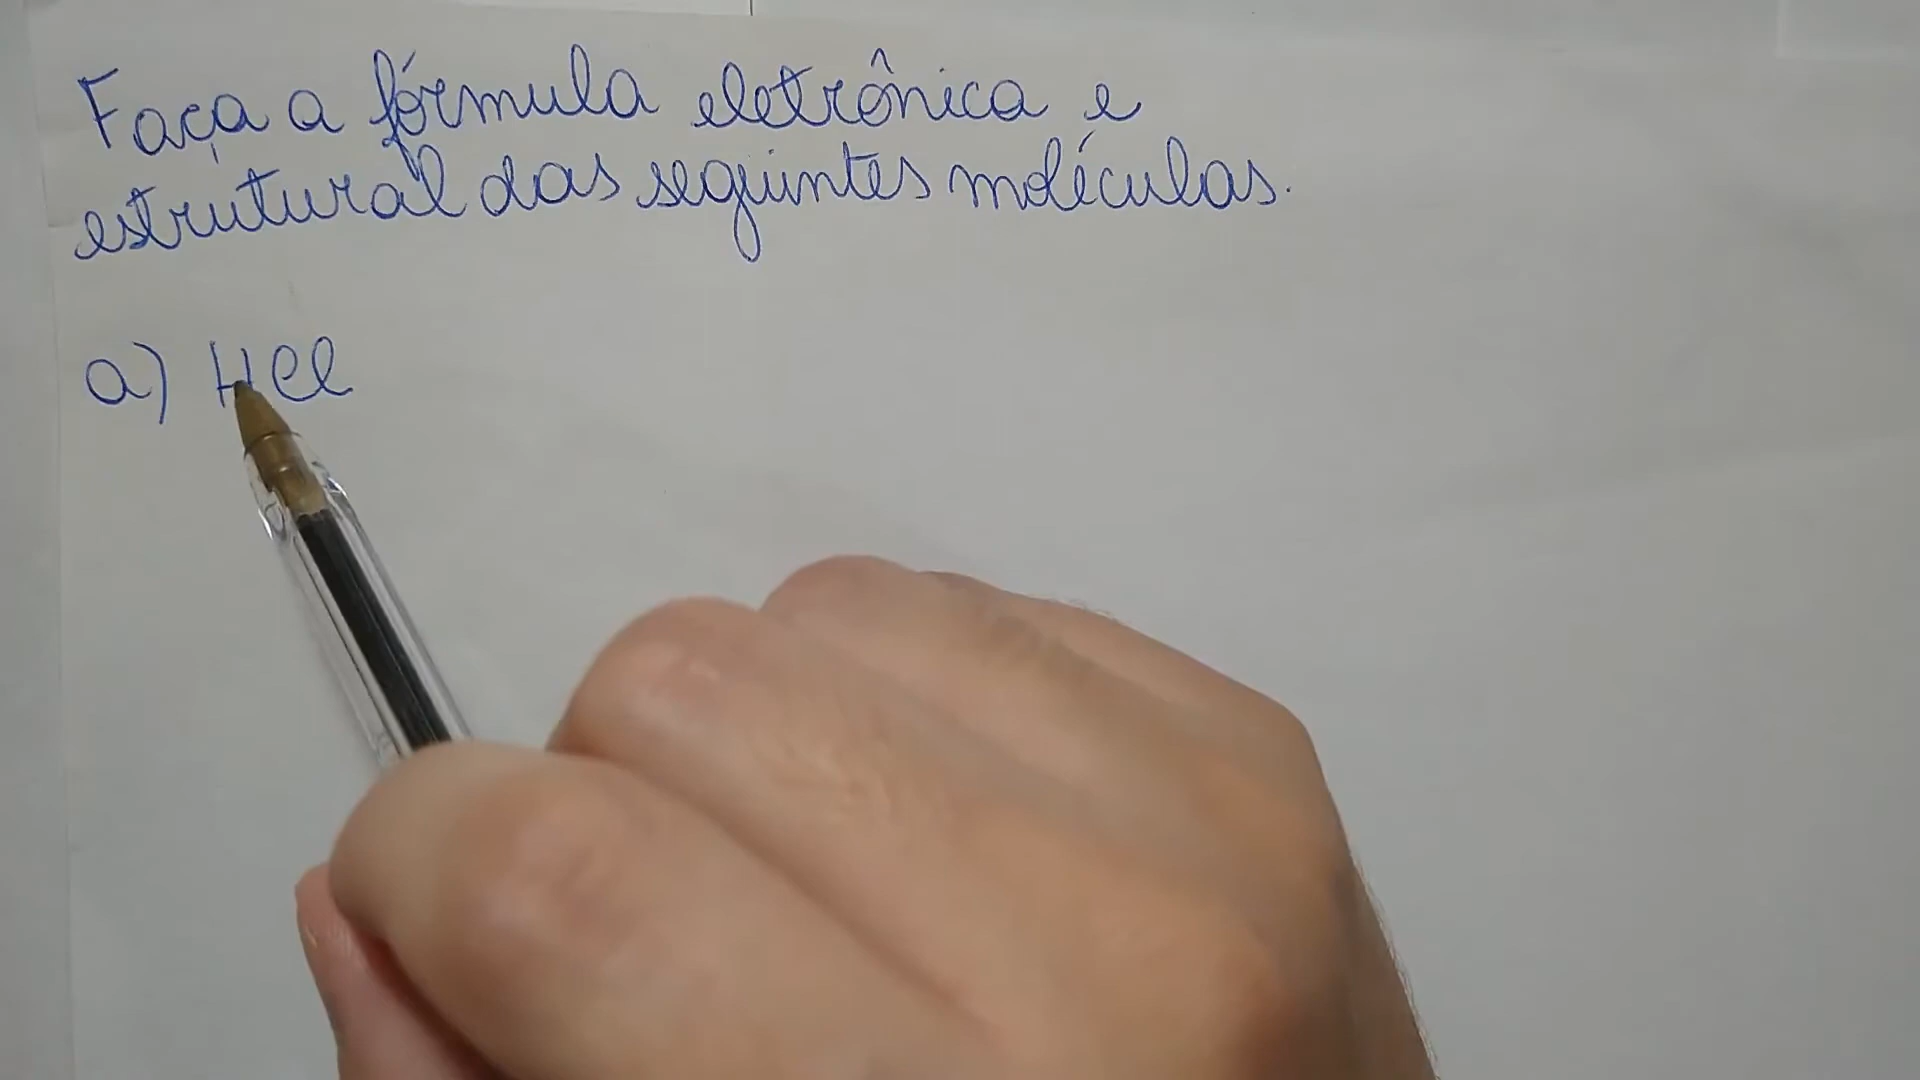 Faça a fórmula eletrônica e
estrutural das seguintes moléculas.
a) HCl